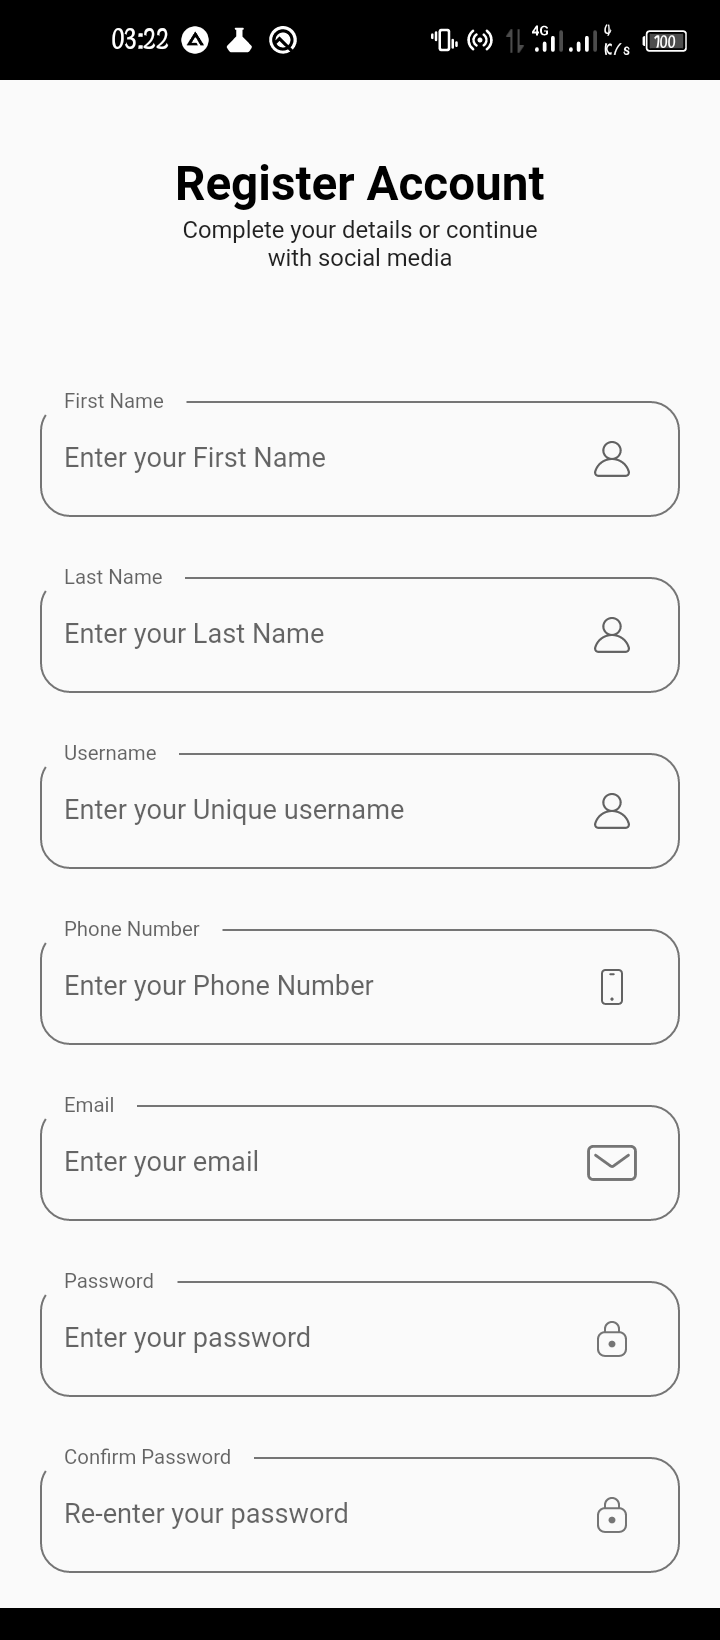 03:22
4G
0
K/s
100
Register Account
Complete your details or continue
with social media
First Name
Enter your First Name
Last Name
Enter your Last Name
Username
Enter your Unique username
Phone Number
Enter your Phone Number
Email
Enter your email
Password
Enter your password
Confirm Password
Re-enter your password